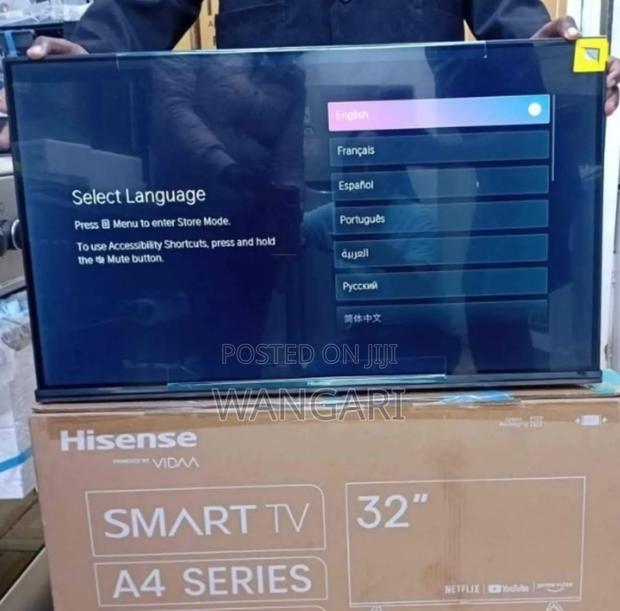 Select Language
Press Menu to enter Store Mode.
To use Accessibility Shortcuts, press and hold
the Mute button.
English
Français
Español
Português
العربية
Русский
简体中文
Hisense
POSTED ON JIJI
WANGARI
Hisense
POWERED BY VIDAA
SMART TV
A4 SERIES
32"
NETFLIX
YouTube
prime video